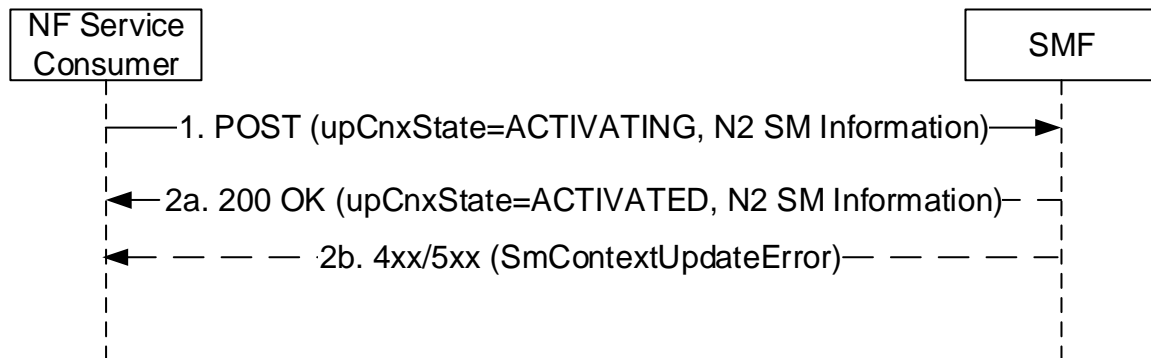 NF Service
Consumer
SMF
1. POST (upCnxState=ACTIVATING, N2 SM Information)
2a. 200 OK (upCnxState=ACTIVATED, N2 SM Information)
2b. 4xx/5xx (SmContextUpdateError)